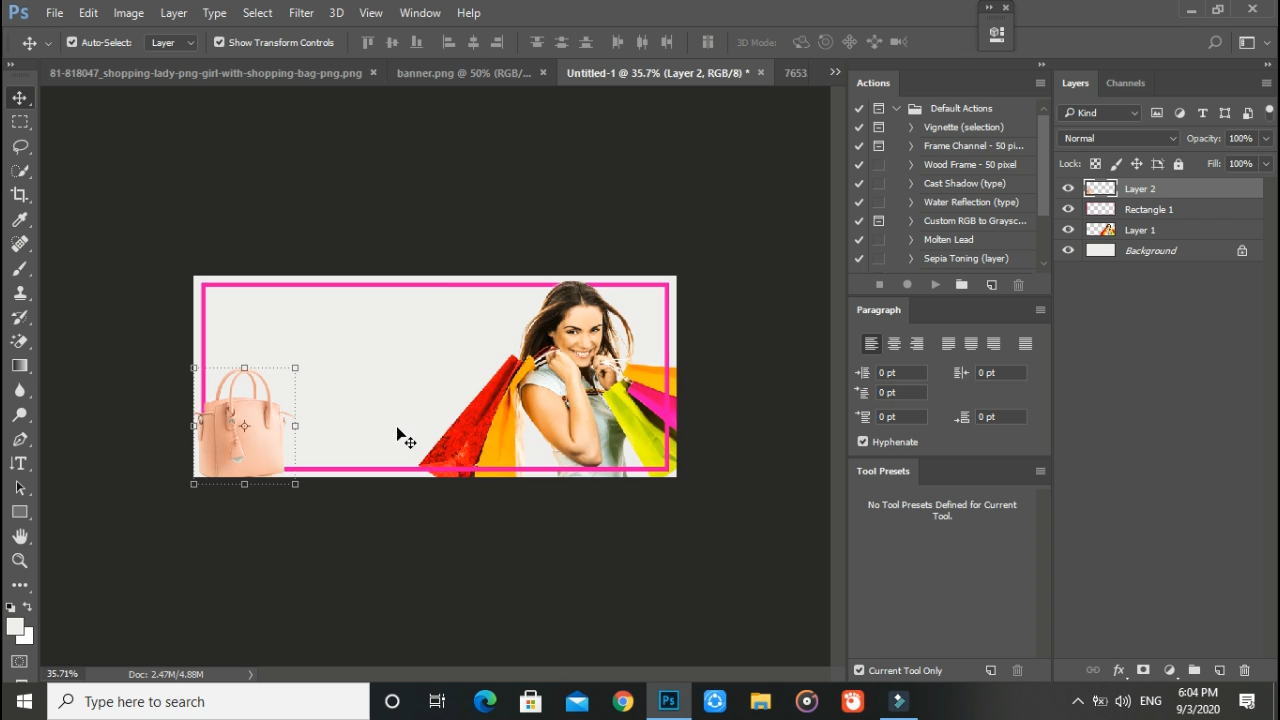 Ps File Edit Image Layer Type Select Filter 3D View Window Help
Auto-Select: Layer Show Transform Controls 3D Mode:
81-818047_shopping-lady-png-girl-with-shopping-bag-png.png × banner.png @ 50% (RGB/... × Untitled-1 @ 35.7% (Layer 2, RGB/8) * × 7653
Actions
Default Actions
Vignette (selection)
Frame Channel - 50 pi...
Wood Frame - 50 pixel
Cast Shadow (type)
Water Reflection (type)
Custom RGB to Graysc...
Molten Lead
Sepia Toning (layer)
Paragraph
0 pt 0 pt
0 pt
0 pt 0 pt
Hyphenate
Tool Presets
No Tool Presets Defined for Current
Tool.
Current Tool Only
Layers Channels
Kind
Normal Opacity: 100%
Lock: Fill: 100%
Layer 2
Rectangle 1
Layer 1
Background
35.71% Doc: 2.47M/4.88M
Type here to search
Ps
ENG
6:04 PM
9/3/2020